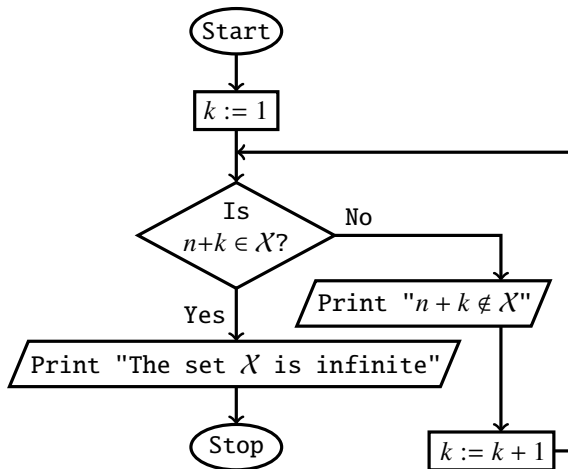 Start
k := 1
Is
n+k ∈ 𝒳?
No
Print "n + k ∉ 𝒳"
Yes
Print "The set 𝒳 is infinite"
Stop
k := k + 1